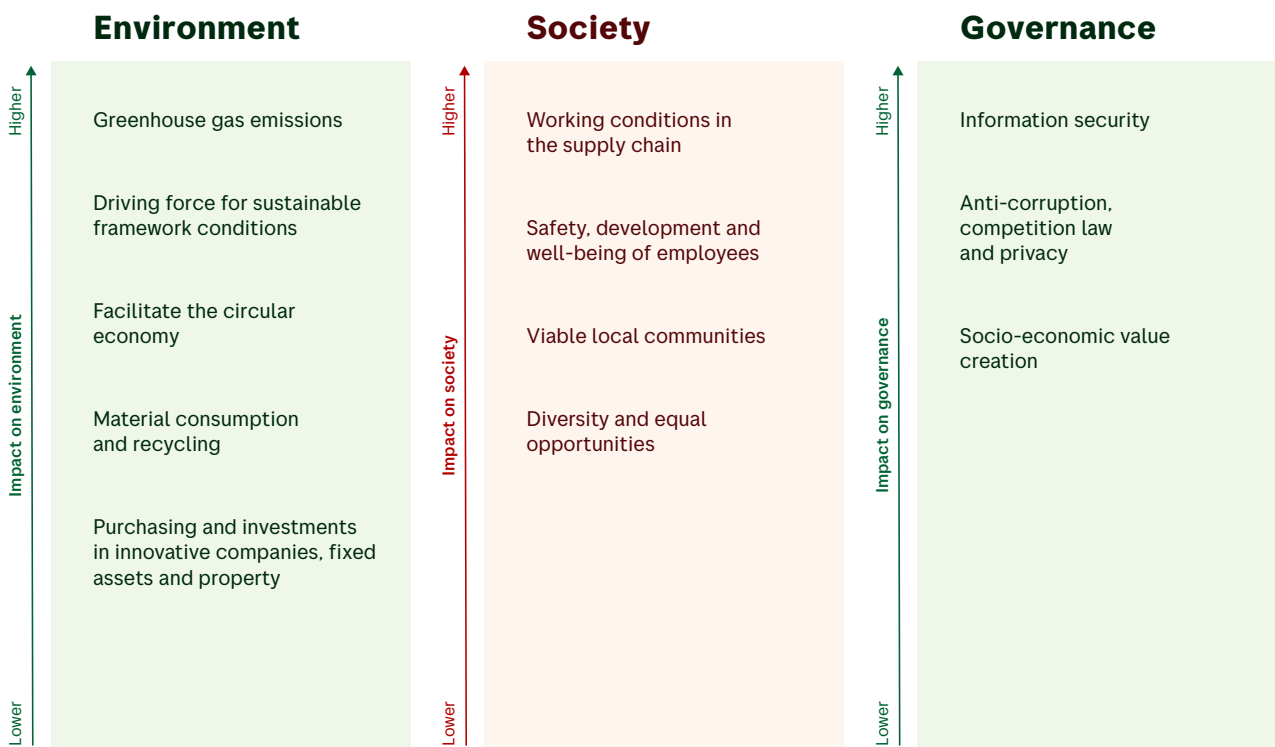 Environment
Higher
Impact on environment
Lower
Greenhouse gas emissions
Driving force for sustainable
framework conditions
Facilitate the circular
economy
Material consumption
and recycling
Purchasing and investments
in innovative companies, fixed
assets and property
Society
Higher
Impact on society
Lower
Working conditions in
the supply chain
Safety, development and
well-being of employees
Viable local communities
Diversity and equal
opportunities
Governance
Higher
Impact on governance
Lower
Information security
Anti-corruption,
competition law
and privacy
Socio-economic value
creation